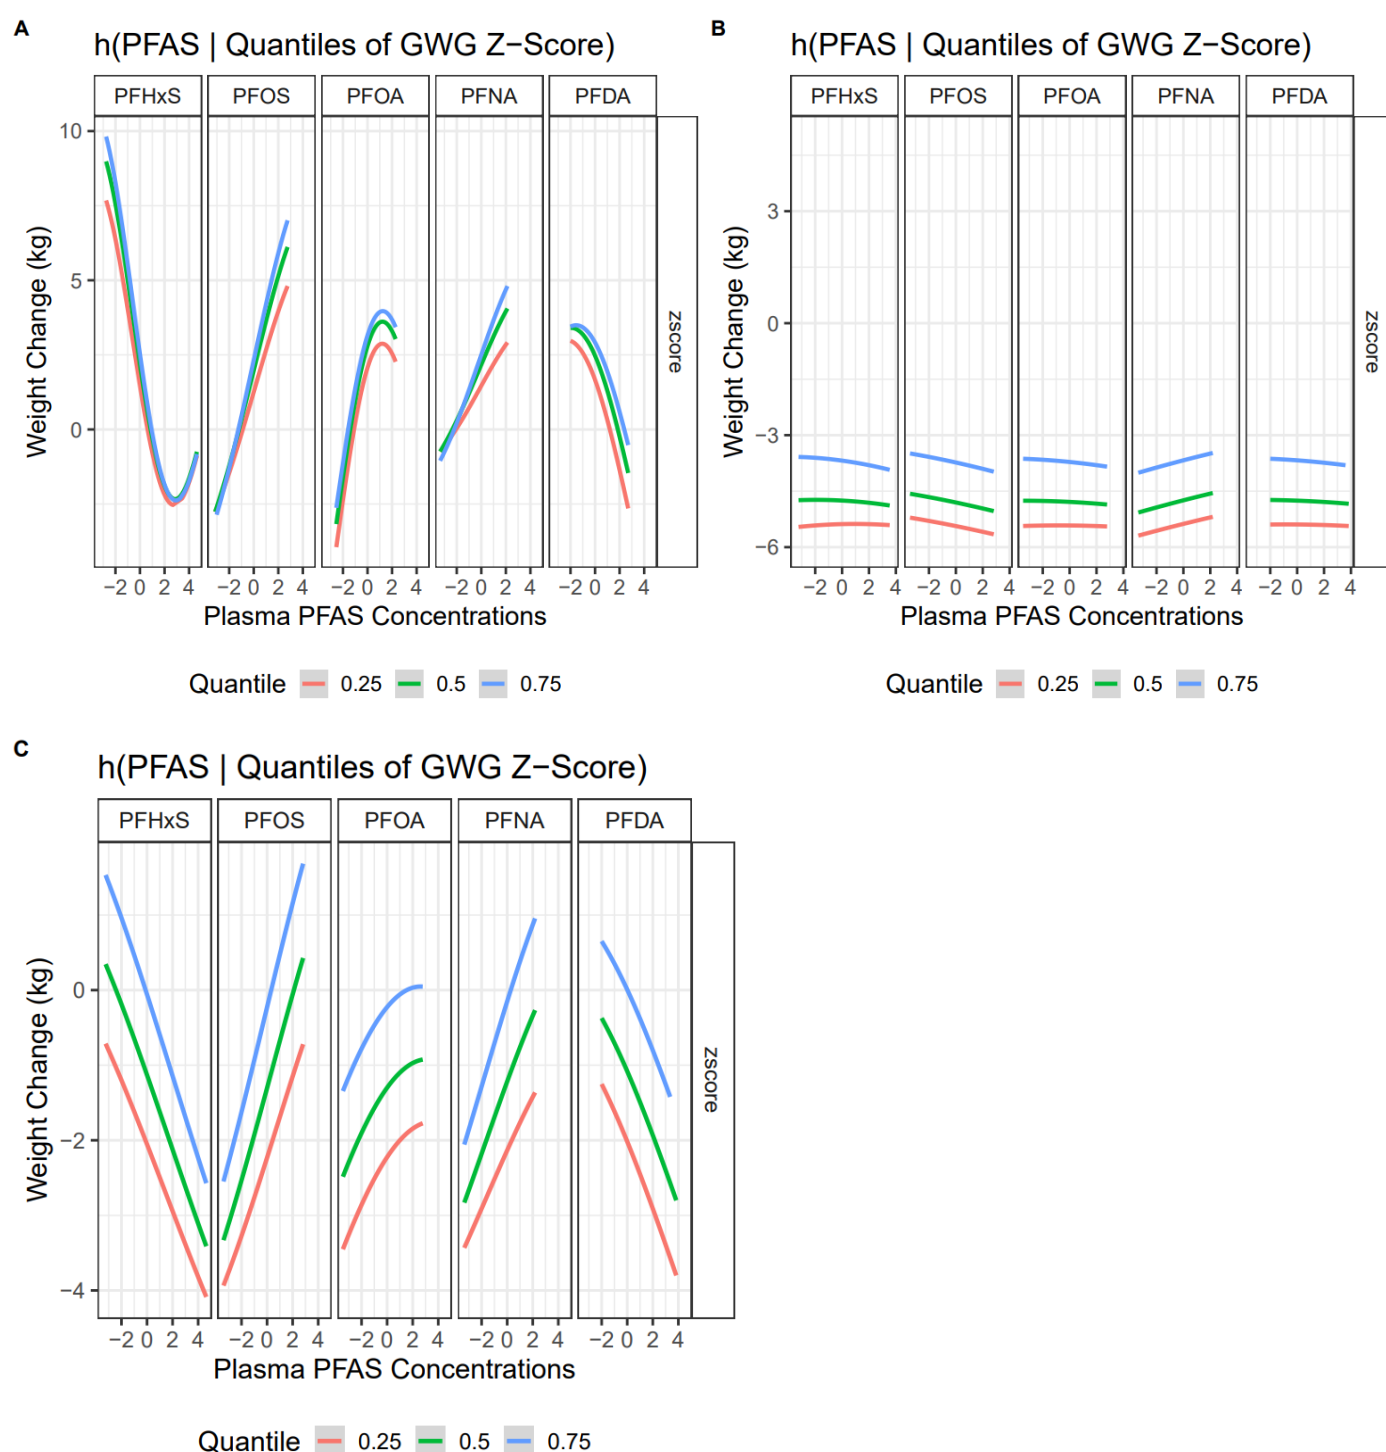 A
h(PFAS | Quantiles of GWG Z−Score)
PFHxS PFOS PFOA PFNA PFDA
10
5
0
Weight Change (kg)
zscore
−2 0 2 4 −2 0 2 4 −2 0 2 4 −2 0 2 4 −2 0 2 4
Plasma PFAS Concentrations
Quantile 0.25 0.5 0.75
B
h(PFAS | Quantiles of GWG Z−Score)
PFHxS PFOS PFOA PFNA PFDA
3
0
−3
−6
Weight Change (kg)
zscore
−2 0 2 4 −2 0 2 4 −2 0 2 4 −2 0 2 4 −2 0 2 4
Plasma PFAS Concentrations
Quantile 0.25 0.5 0.75
C
h(PFAS | Quantiles of GWG Z−Score)
PFHxS PFOS PFOA PFNA PFDA
0
−2
−4
Weight Change (kg)
zscore
−2 0 2 4 −2 0 2 4 −2 0 2 4 −2 0 2 4 −2 0 2 4
Plasma PFAS Concentrations
Quantile 0.25 0.5 0.75